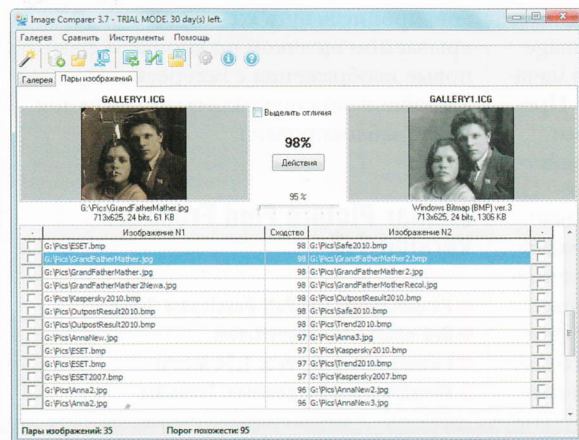 Image Comparer 3.7 - TRIAL MODE. 30 day(s) left.
Галерея Сравнить Инструменты Помощь
Галерея Пары изображений
GALLERY1.ICG
GALLERY1.ICG
Выделить отличия
98%
Действия
95 %
G:\Pics\GrandFatherMather.jpg
713x625, 24 bits, 61 KB
Windows Bitmap (BMP) ver.3
713x625, 24 bits, 1306 KB
- Изображение N1 Сходство Изображение N2 -
G:\Pics\ESET.bmp 98 G:\Pics\Safe2010.bmp
G:\Pics\GrandFatherMather.jpg 98 G:\Pics\GrandFatherMother2.bmp
G:\Pics\GrandFatherMather.jpg 98 G:\Pics\GrandFatherMother2.jpg
G:\Pics\GrandFatherMather2Newa.jpg 98 G:\Pics\GrandFatherMotherRecol.jpg
G:\Pics\Kaspersky2010.bmp 98 G:\Pics\OutpostResult2010.bmp
G:\Pics\OutpostResult2010.bmp 98 G:\Pics\Safe2010.bmp
G:\Pics\OutpostResult2010.bmp 98 G:\Pics\Trend2010.bmp
G:\Pics\AnnaNew.jpg 97 G:\Pics\Anna3.jpg
G:\Pics\ESET.bmp 97 G:\Pics\Kaspersky2010.bmp
G:\Pics\ESET.bmp 97 G:\Pics\Trend2010.bmp
G:\Pics\ESET2007.bmp 97 G:\Pics\Kaspersky2007.bmp
G:\Pics\Anna2.jpg 96 G:\Pics\AnnaNew2.jpg
G:\Pics\Anna2.jpg 96 G:\Pics\AnnaNew3.jpg
Пары изображений: 35 Порог похожести: 95